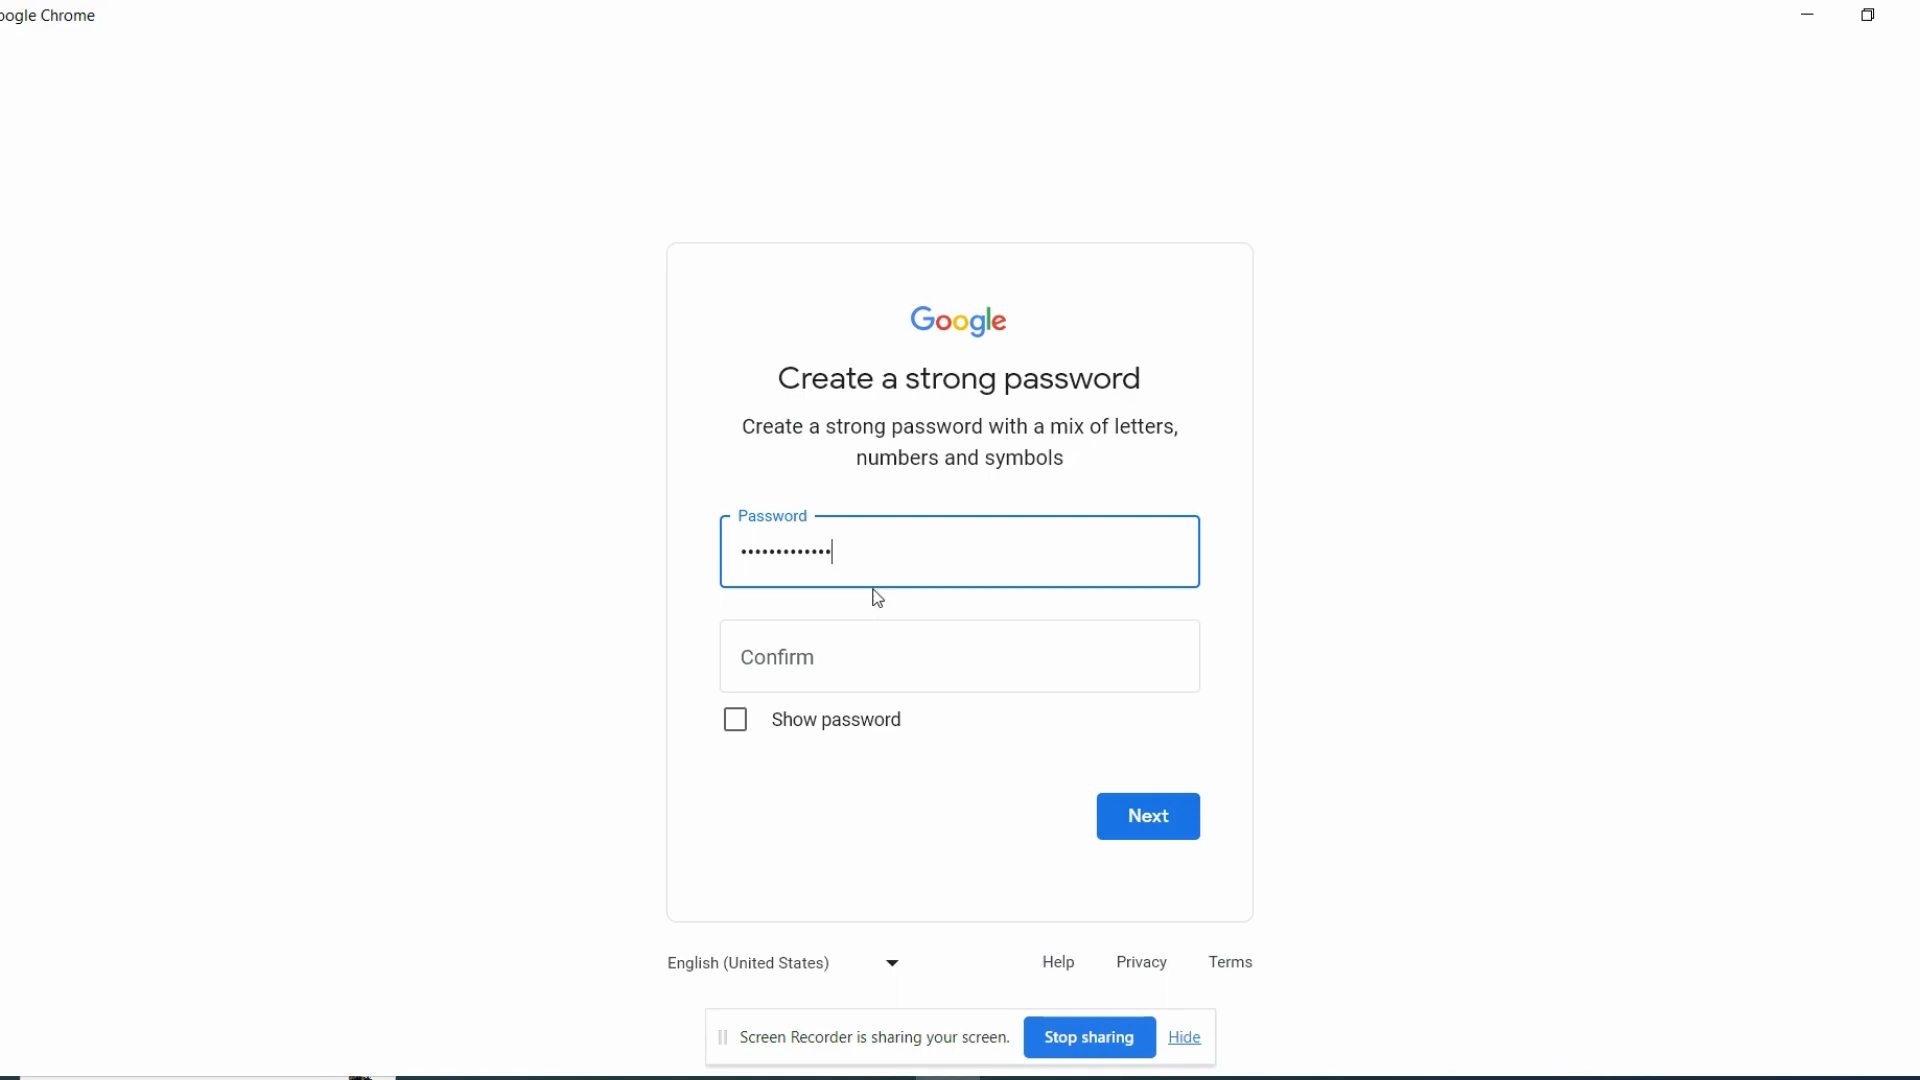 oogle Chrome
Google
Create a strong password
Create a strong password with a mix of letters,
numbers and symbols
Password
•••••••••••••
Confirm
Show password
Next
English (United States)
Help Privacy Terms
Screen Recorder is sharing your screen. Stop sharing Hide